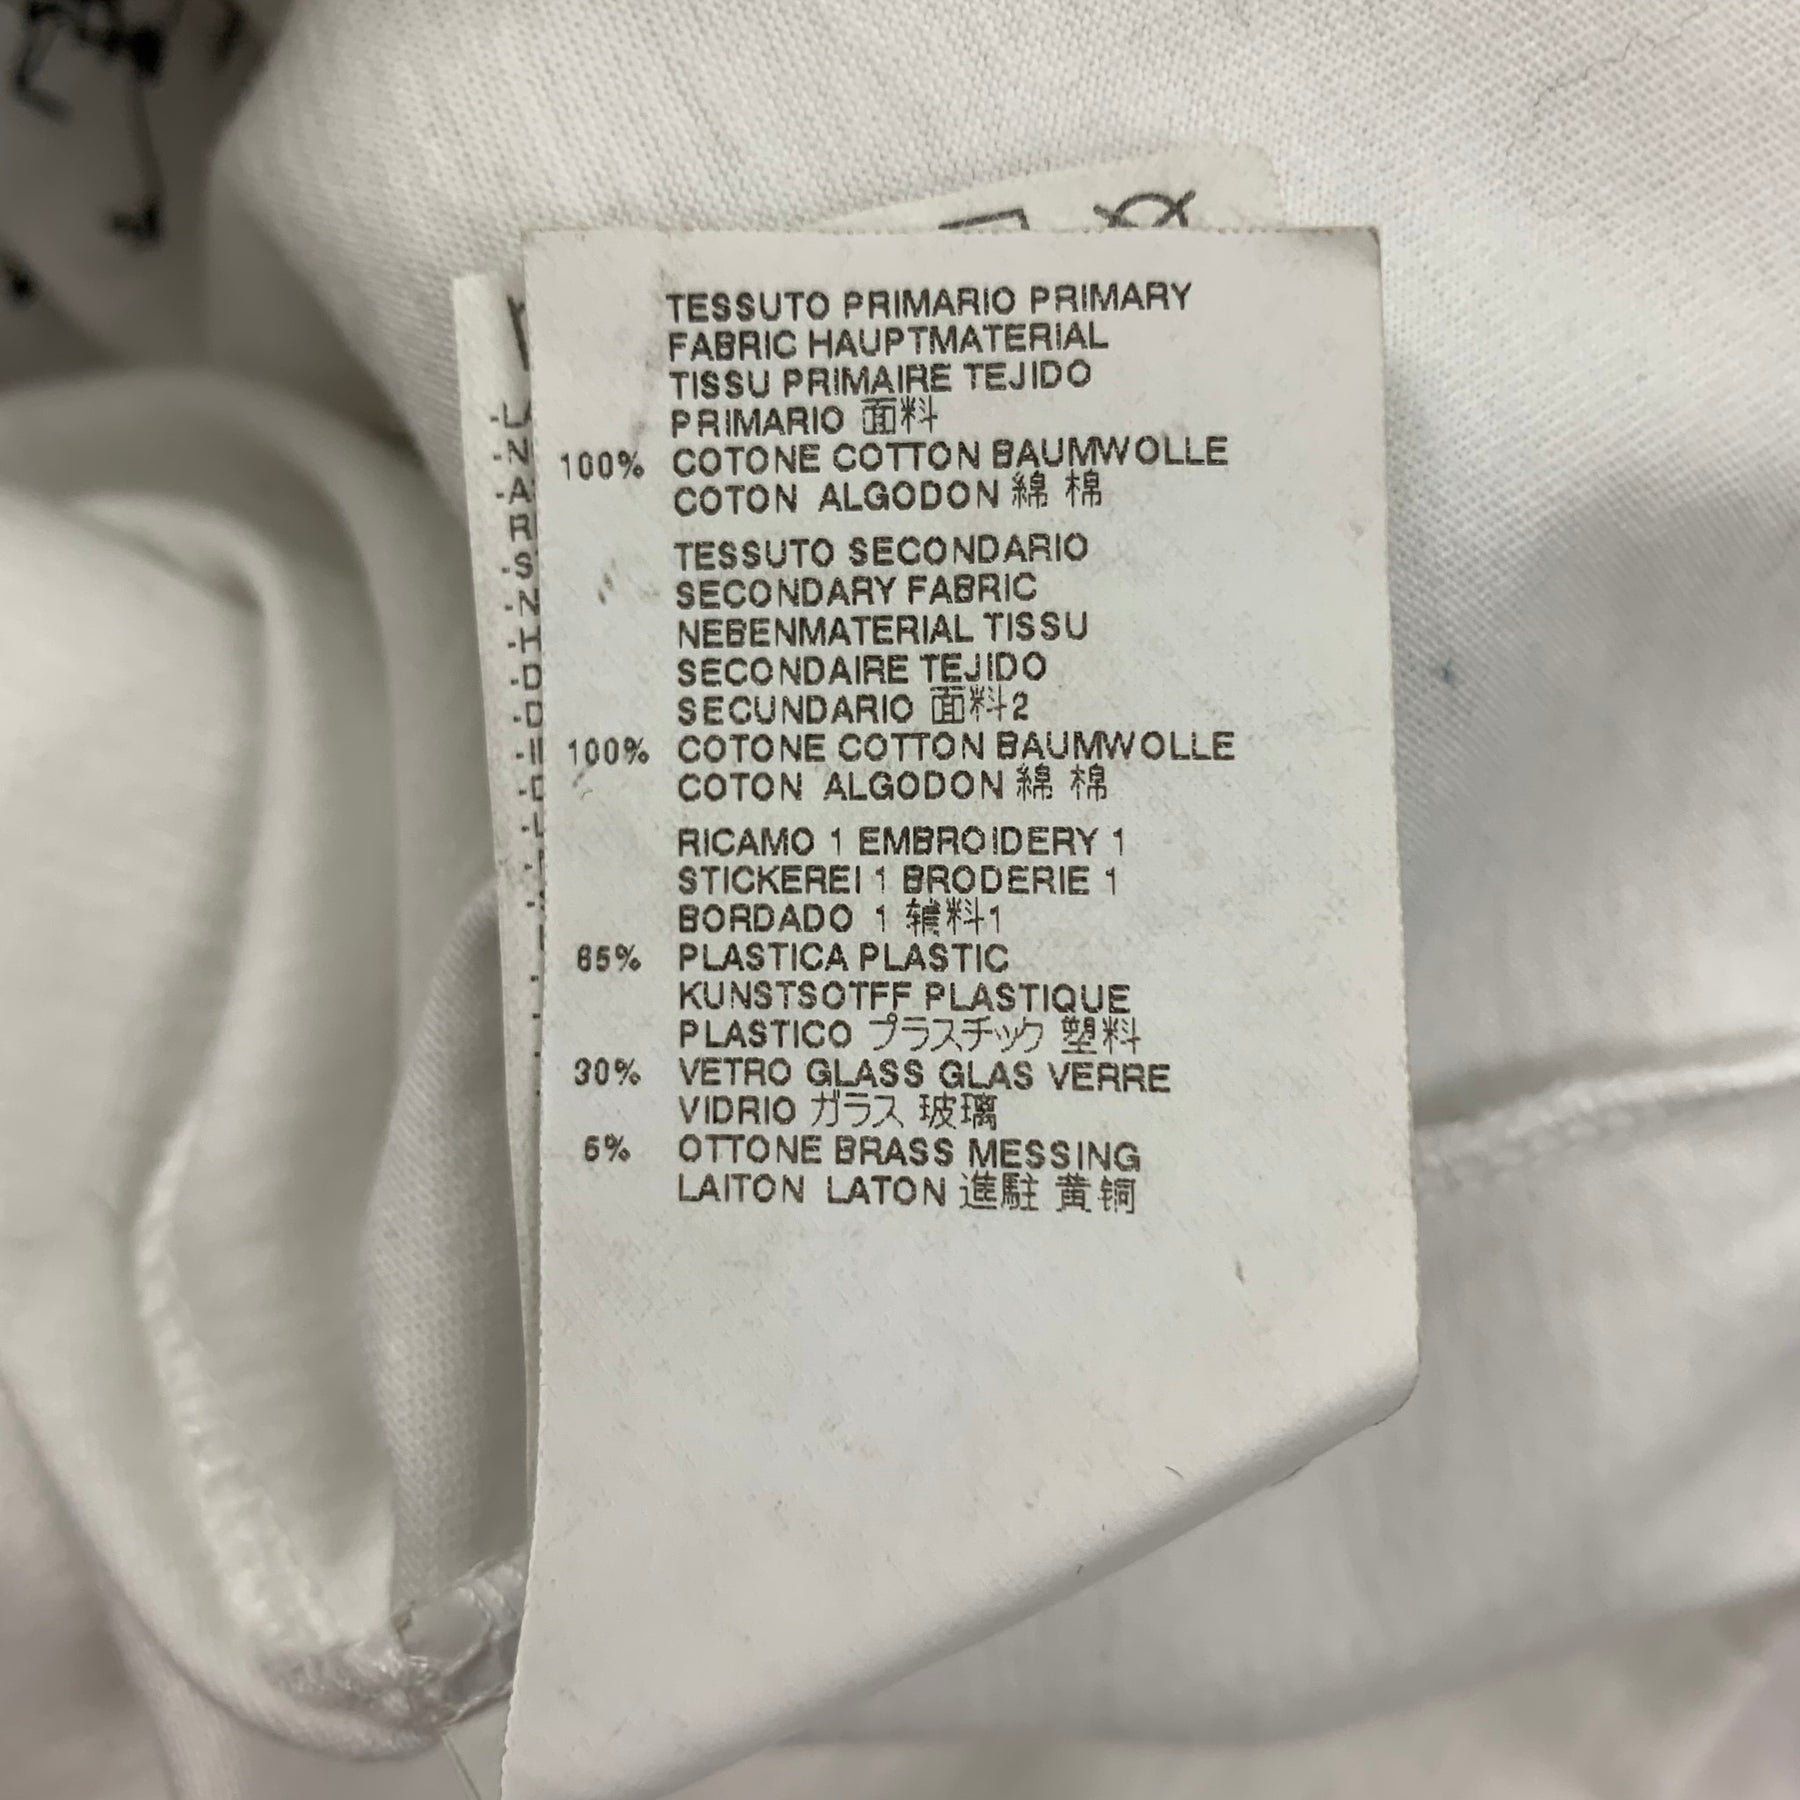 TESSUTO PRIMARIO PRIMARY
FABRIC HAUPTMATERIAL
TISSU PRIMAIRE TEJIDO
PRIMARIO 面料
100% COTONE COTTON BAUMWOLLE
COTON ALGODON 綿 棉
TESSUTO SECONDARIO
SECONDARY FABRIC
NEBENMATERIAL TISSU
SECONDAIRE TEJIDO
SECUNDARIO 面料2
100% COTONE COTTON BAUMWOLLE
COTON ALGODON 綿 棉
RICAMO 1 EMBROIDERY 1
STICKEREI 1 BRODERIE 1
BORDADO 1 辅料1
65% PLASTICA PLASTIC
KUNSTSOTFF PLASTIQUE
PLASTICO プラスチック 塑料
30% VETRO GLASS GLAS VERRE
VIDRIO ガラス 玻璃
5% OTTONE BRASS MESSING
LAITON LATON 進駐 黄铜